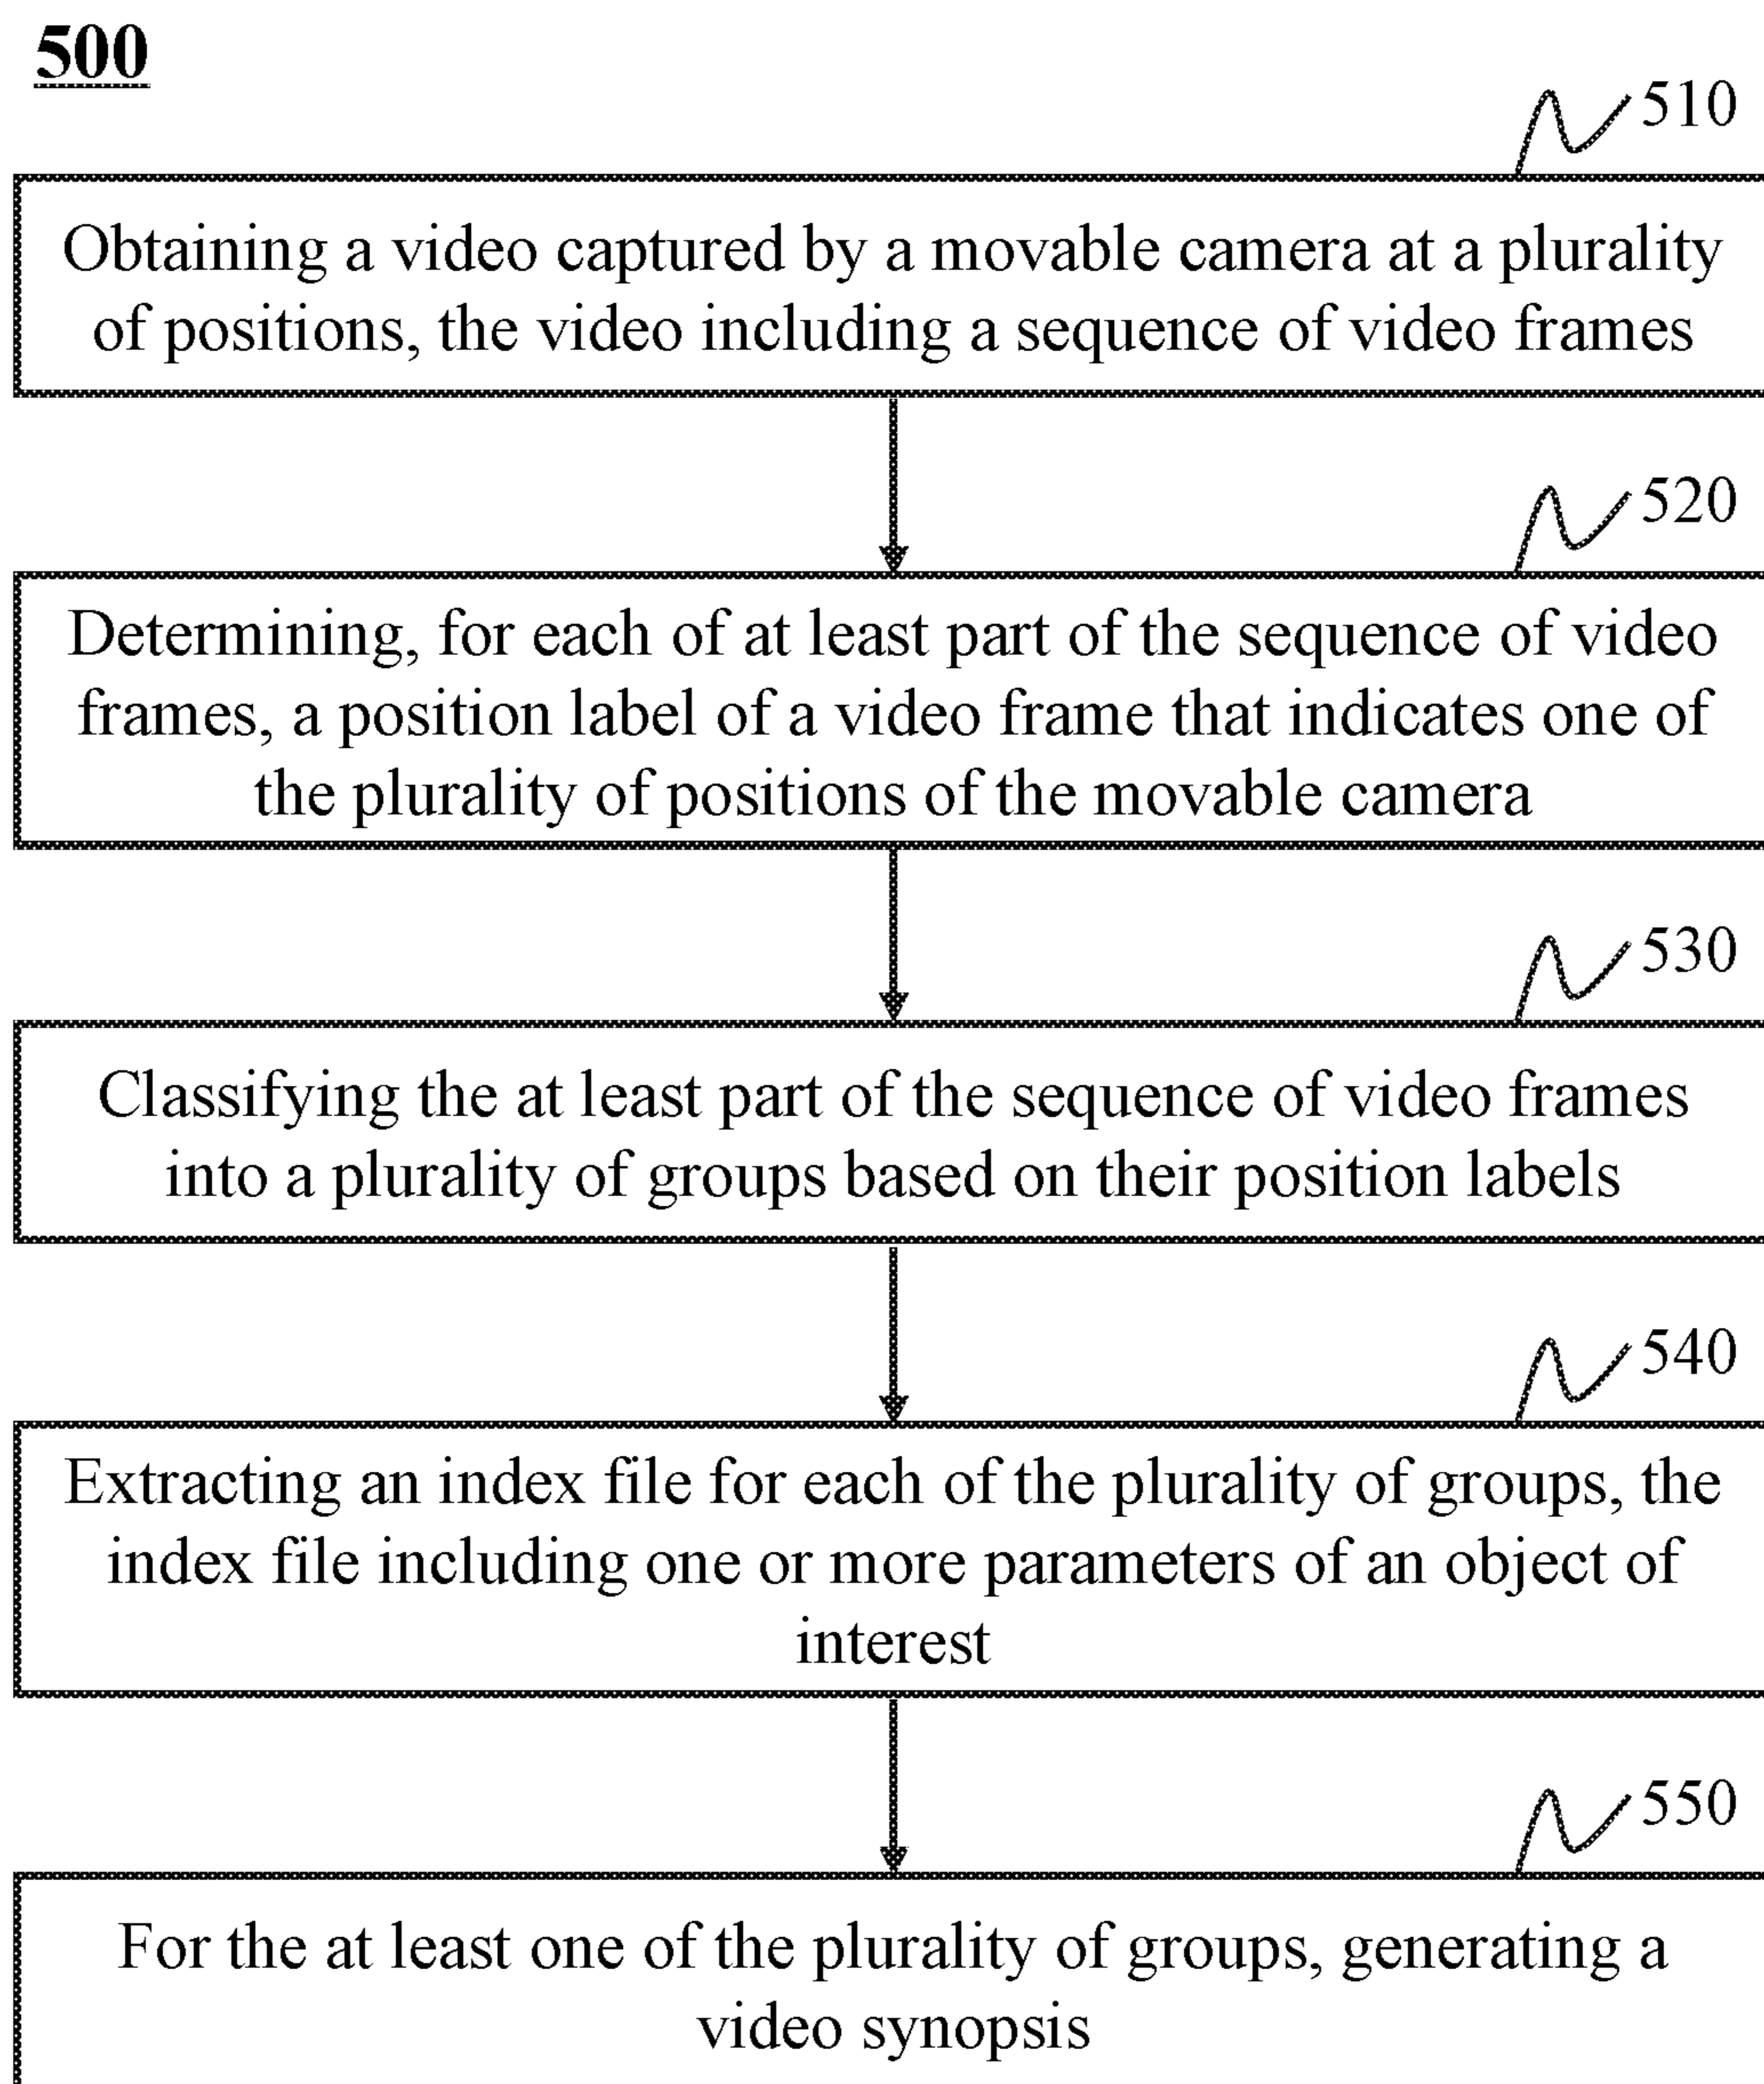 500
510
Obtaining a video captured by a movable camera at a plurality
of positions, the video including a sequence of video frames
520
Determining, for each of at least part of the sequence of video
frames, a position label of a video frame that indicates one of
the plurality of positions of the movable camera
530
Classifying the at least part of the sequence of video frames
into a plurality of groups based on their position labels
540
Extracting an index file for each of the plurality of groups, the
index file including one or more parameters of an object of
interest
550
For the at least one of the plurality of groups, generating a
video synopsis